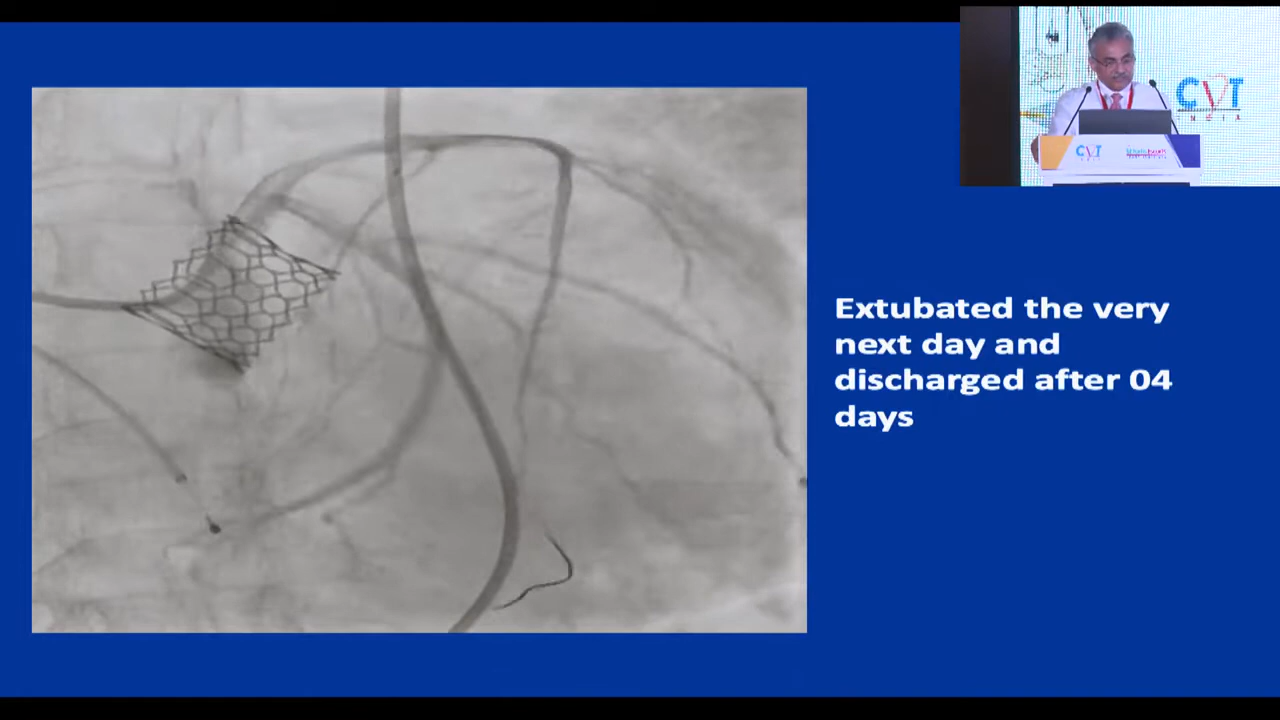 CVT
INDIA
CVT
Extubated the very
next day and
discharged after 04
days